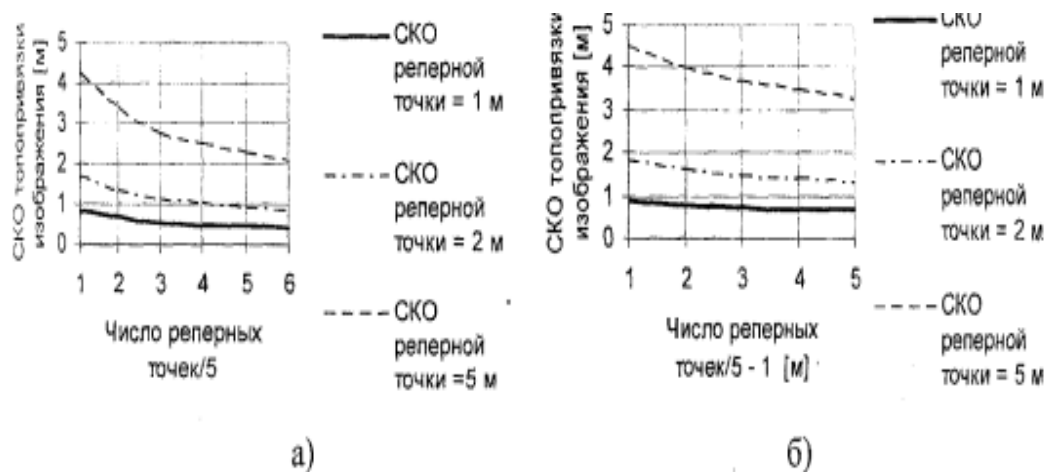 СКО топопривязки
изображения [м]
5
4
3
2
1
0
1 2 3 4 5 6
Число реперных
точек/5
СКО
реперной
точки = 1 м
СКО
реперной
точки = 2 м
СКО
реперной
точки =5 м
а)
СКО топопривязки
изображения [м]
5
4
3
2
1
0
1 2 3 4 5
Число реперных
точек/5 - 1 [м]
СКО
реперной
точки = 1 м
СКО
реперной
точки = 2 м
СКО
реперной
точки = 5 м
б)